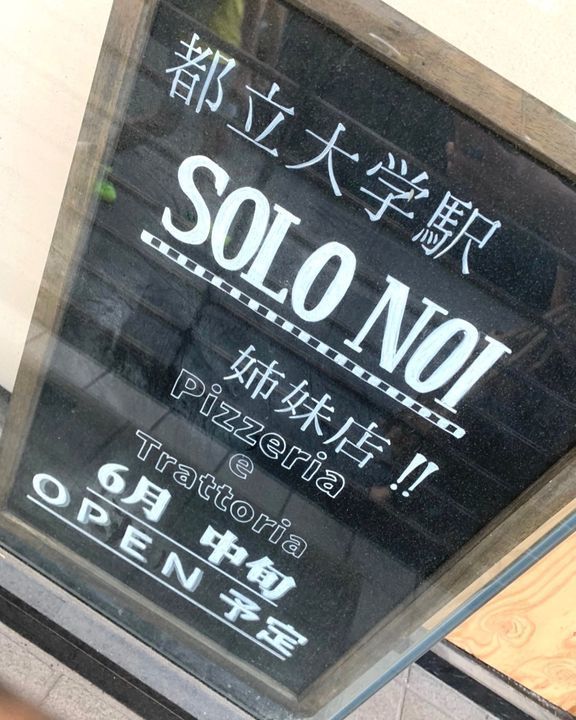 都立大学駅
SOLO NOI
姉妹店!!
Pizzeria
e
Trattoria
6月 中旬
OPEN 予定